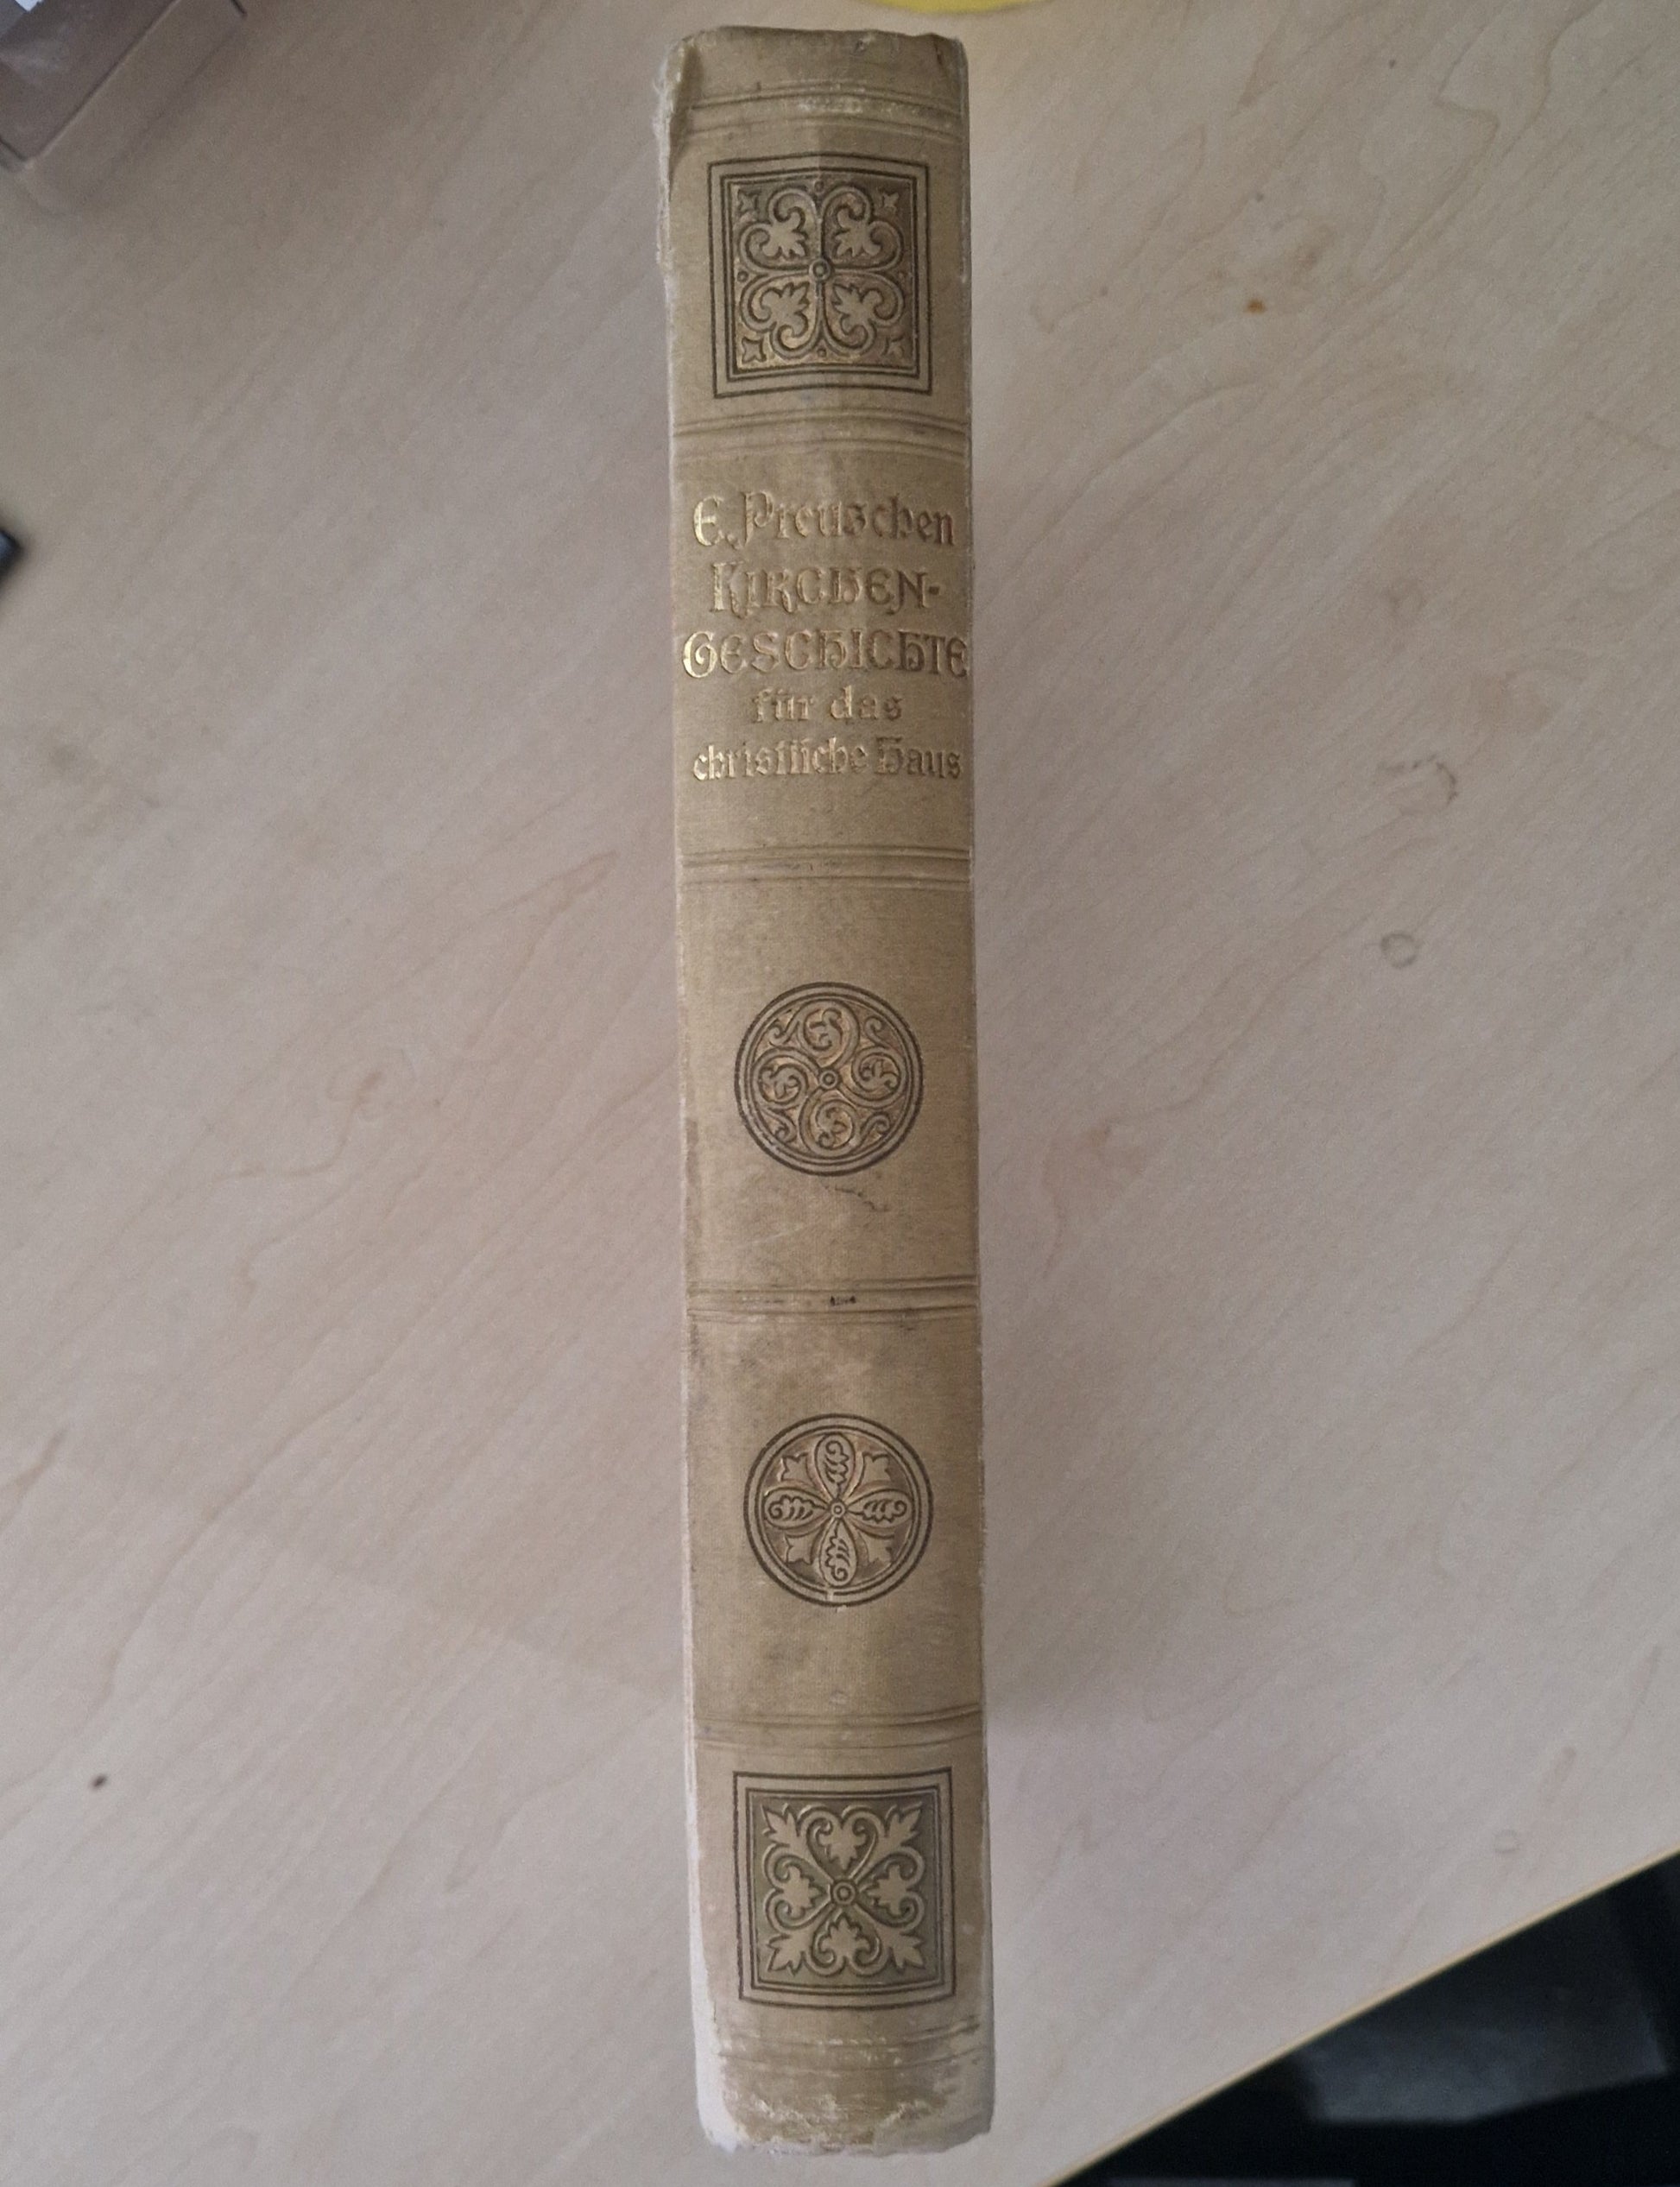 E. Preuschen
KIRCHEN-
GESCHICHTE
für das
christliche Haus